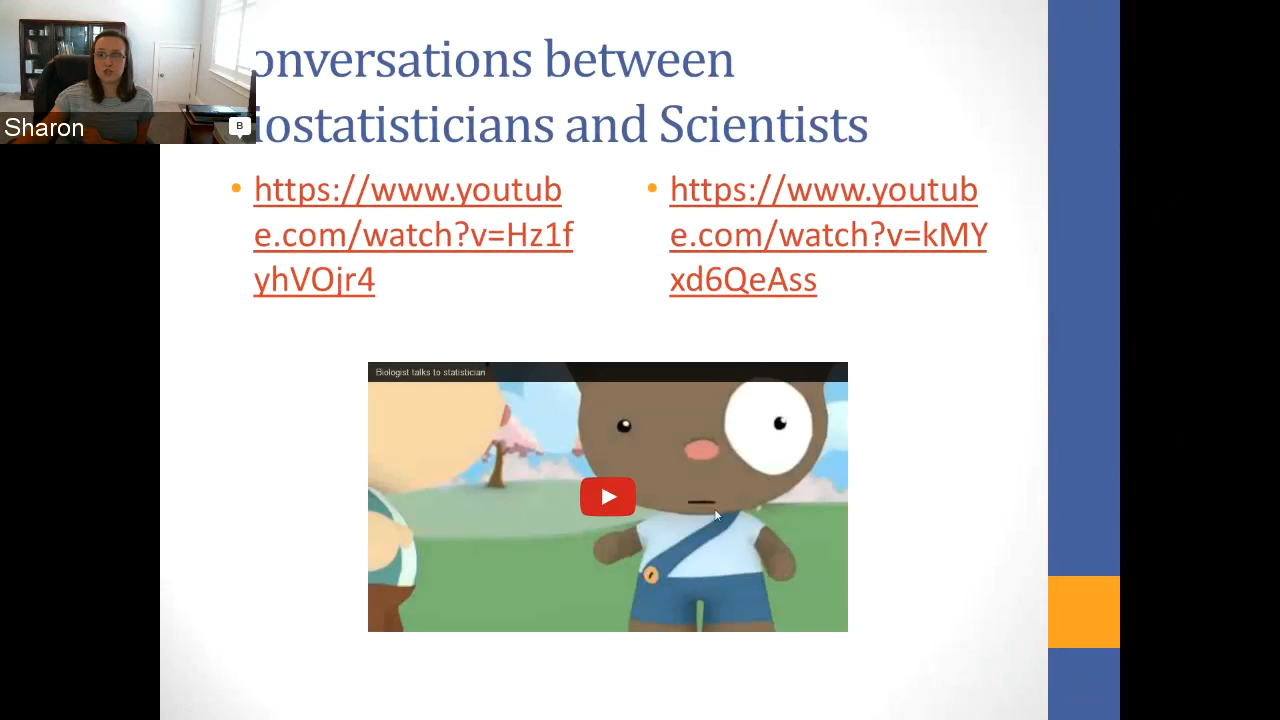 onversations between
iostatisticians and Scientists
Sharon
B
• https://www.youtub
e.com/watch?v=Hz1f
yhVOjr4
• https://www.youtub
e.com/watch?v=kMY
xd6QeAss
Biologist talks to statistician